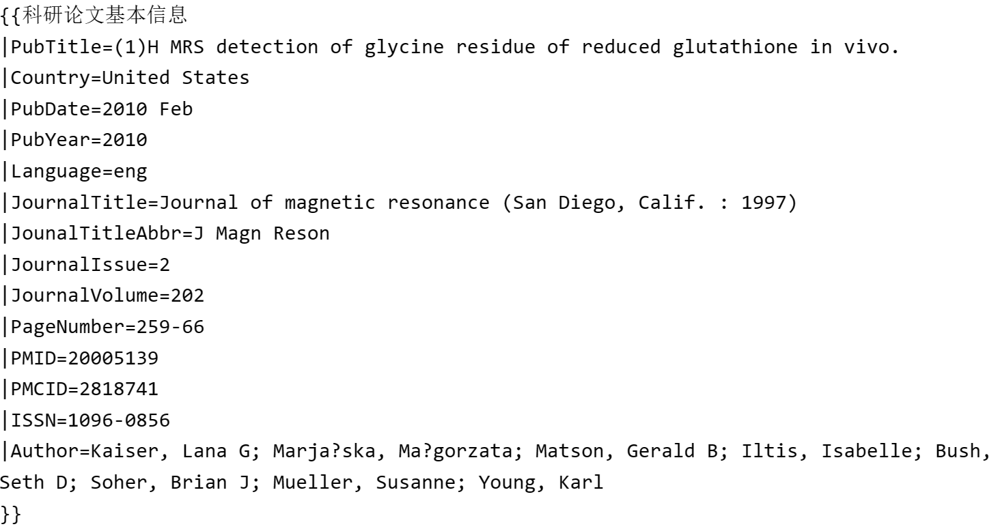 {{科研论文基本信息
|PubTitle=(1)H MRS detection of glycine residue of reduced glutathione in vivo.
|Country=United States
|PubDate=2010 Feb
|PubYear=2010
|Language=eng
|JournalTitle=Journal of magnetic resonance (San Diego, Calif. : 1997)
|JounalTitleAbbr=J Magn Reson
|JournalIssue=2
|JournalVolume=202
|PageNumber=259-66
|PMID=20005139
|PMCID=2818741
|ISSN=1096-0856
|Author=Kaiser, Lana G; Marja?ska, Ma?gorzata; Matson, Gerald B; Iltis, Isabelle; Bush,
Seth D; Soher, Brian J; Mueller, Susanne; Young, Karl
}}